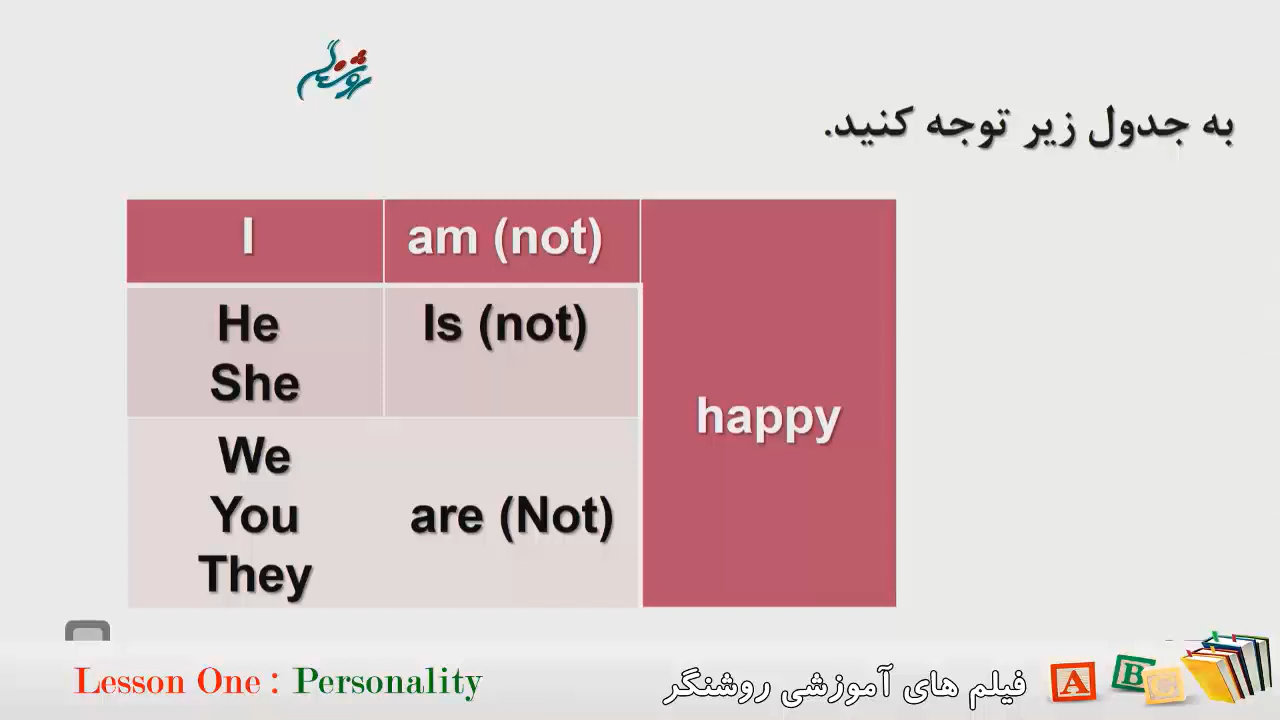 روشنگر
به جدول زیر توجه کنید.
I am (not)
He Is (not)
She
happy
We
You are (Not)
They
Lesson One : Personality
فیلم های آموزشی روشنگر
A B C